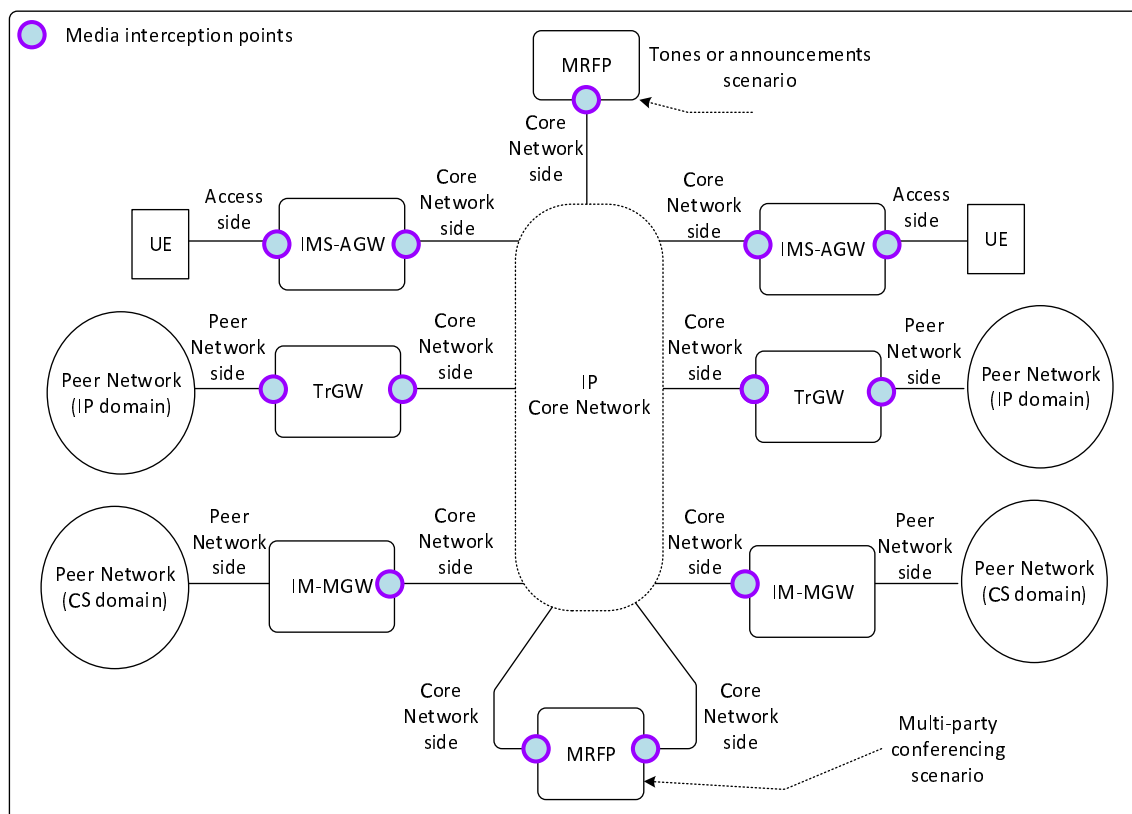 Media interception points
MRFP
Tones or announcements
scenario
Core
Network
side
Access
side
Core
Network
side
Core
Network
side
Access
side
UE
IMS-AGW
IMS-AGW
UE
Peer
Network
side
Core
Network
side
Core
Network
side
Peer
Network
side
Peer Network
(IP domain)
TrGW
IP
Core Network
TrGW
Peer Network
(IP domain)
Peer
Network
side
Core
Network
side
Core
Network
side
Peer
Network
side
Peer Network
(CS domain)
IM-MGW
IM-MGW
Peer Network
(CS domain)
Core
Network
side
Core
Network
side
MRFP
Multi-party
conferencing
scenario